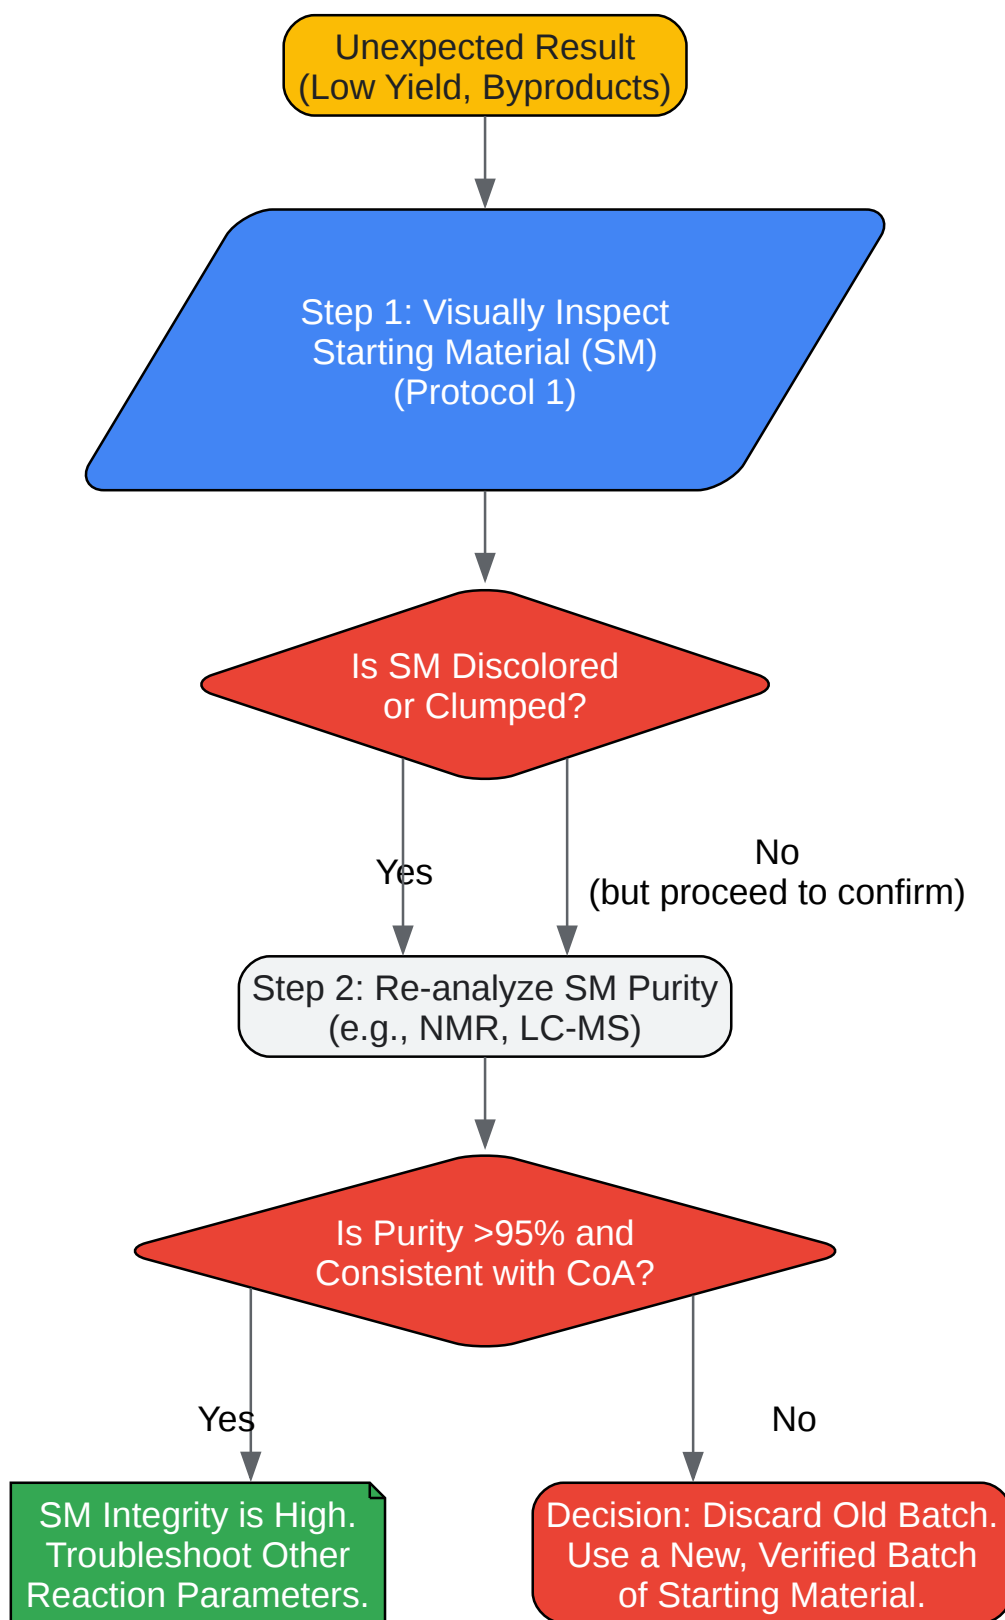 Unexpected Result
(Low Yield, Byproducts)
Step 1: Visually Inspect
Starting Material (SM)
(Protocol 1)
Is SM Discolored
or Clumped?
Yes
No
(but proceed to confirm)
Step 2: Re-analyze SM Purity
(e.g., NMR, LC-MS)
Is Purity >95% and
Consistent with CoA?
Yes
No
SM Integrity is High.
Troubleshoot Other
Reaction Parameters.
Decision: Discard Old Batch.
Use a New, Verified Batch
of Starting Material.